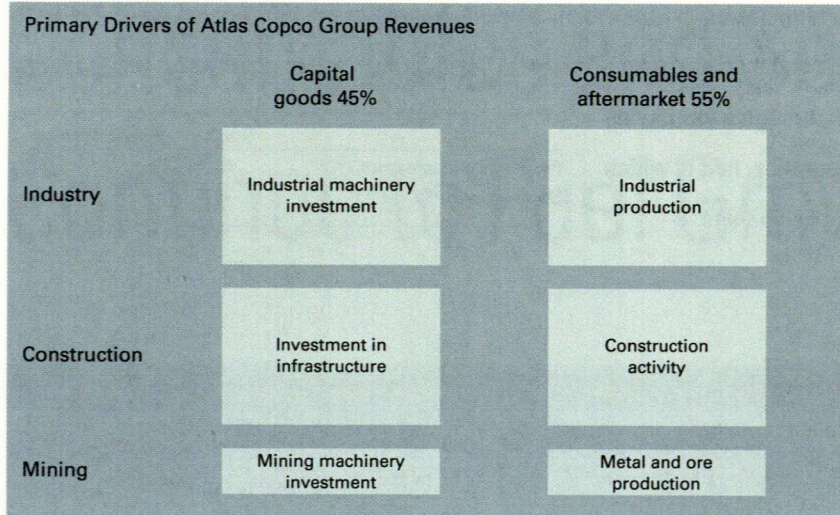 Primary Drivers of Atlas Copco Group Revenues
Capital
goods 45%
Consumables and
aftermarket 55%
Industry
Industrial machinery
investment
Industrial
production
Construction
Investment in
infrastructure
Construction
activity
Mining
Mining machinery
investment
Metal and ore
production